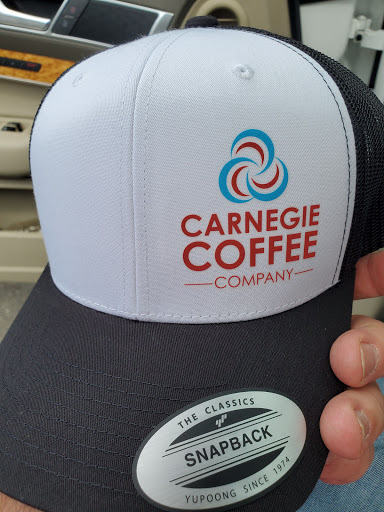 CARNEGIE
COFFEE
COMPANY
THE CLASSICS
SNAPBACK
YUPOONG SINCE 1974